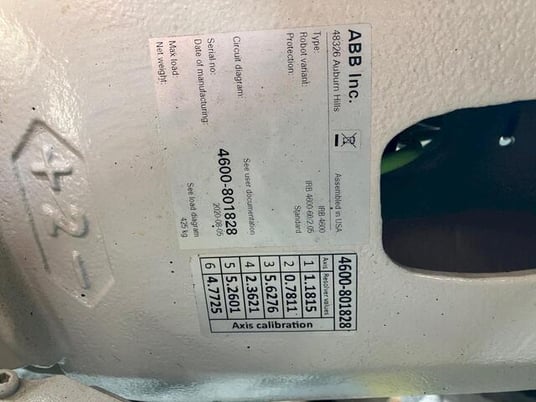 ABB Inc.
48326 Auburn Hills
Assembled in USA
Type: IRB 4600
Robot variant: IRB 4600-60/2.05
Protection: Standard
Circuit diagram: See user documentation
Serial no: 4600-801828
Date of manufacturing: 2020-08-05
Max load: See load diagram
Net weight: 425 kg
4600-801828
Axis Resolver values
1 1.1815
2 0.7811
3 5.6276
4 2.3621
5 5.2601
6 4.7725
Axis calibration
+ 2 -